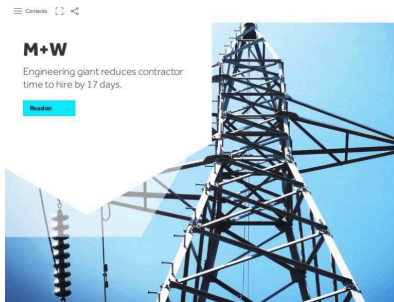 Contents
M+W
Engineering giant reduces contractor
time to hire by 17 days.
Read on